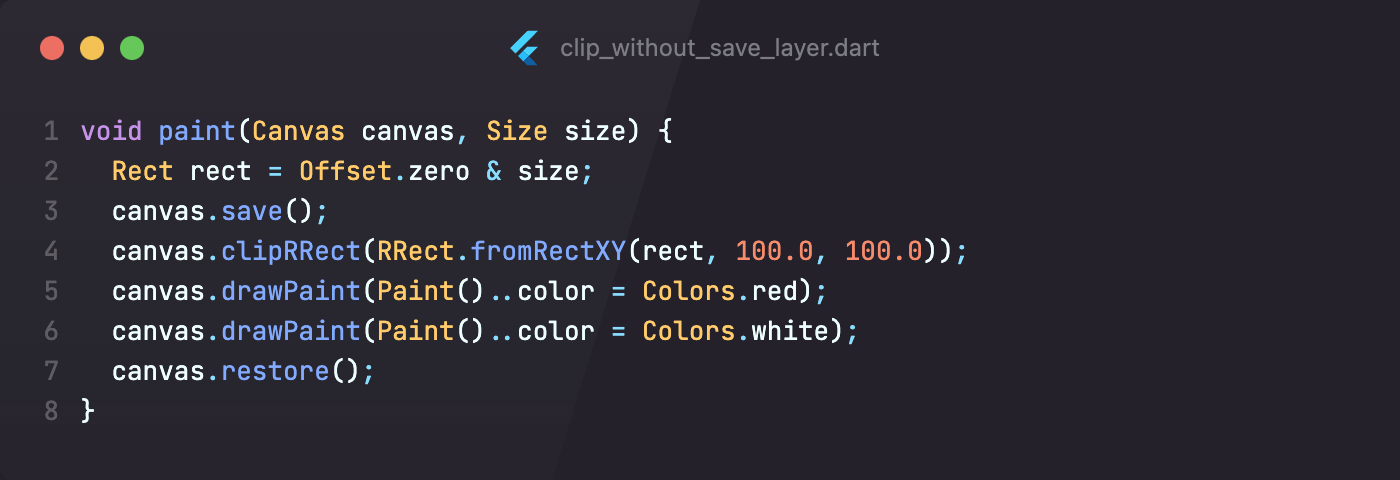 clip_without_save_layer.dart
1 void paint(Canvas canvas, Size size) {
2   Rect rect = Offset.zero & size;
3   canvas.save();
4   canvas.clipRRect(RRect.fromRectXY(rect, 100.0, 100.0));
5   canvas.drawPaint(Paint()..color = Colors.red);
6   canvas.drawPaint(Paint()..color = Colors.white);
7   canvas.restore();
8 }